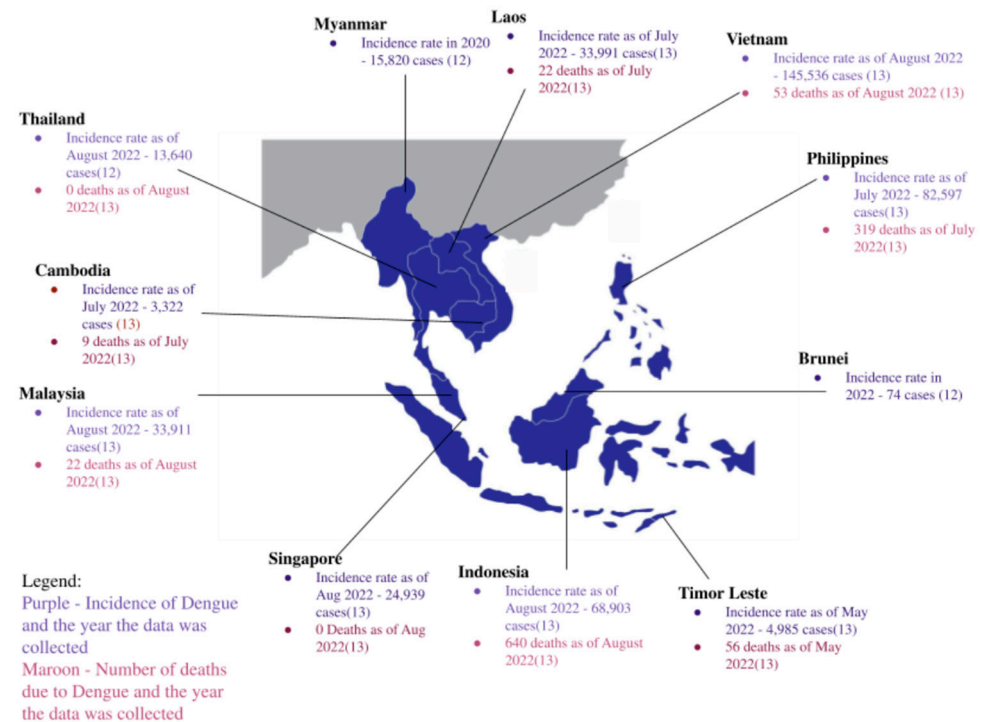 Myanmar
Incidence rate in 2020
- 15,820 cases (12)
Laos
Incidence rate as of July
2022 - 33,991 cases(13)
22 deaths as of July
2022(13)
Vietnam
Incidence rate as of August 2022
- 145,536 cases (13)
53 deaths as of August 2022 (13)
Thailand
Incidence rate as of
August 2022 - 13,640
cases(12)
0 deaths as of August
2022(13)
Philippines
Incidence rate as of
July 2022 - 82,597
cases(13)
319 deaths as of July
2022(13)
Cambodia
Incidence rate as of
July 2022 - 3,322
cases (13)
9 deaths as of July
2022(13)
Brunei
Incidence rate in
2022 - 74 cases (12)
Malaysia
Incidence rate as of
August 2022 - 33,911
cases(13)
22 deaths as of August
2022(13)
Singapore
Incidence rate as of
Aug 2022 - 24,939
cases(13)
0 Deaths as of Aug
2022(13)
Indonesia
Incidence rate as of
August 2022 - 68,903
cases(13)
640 deaths as of August
2022(13)
Timor Leste
Incidence rate as of May
2022 - 4,985 cases(13)
56 deaths as of May
2022(13)
Legend:
Purple - Incidence of Dengue
and the year the data was
collected
Maroon - Number of deaths
due to Dengue and the year
the data was collected